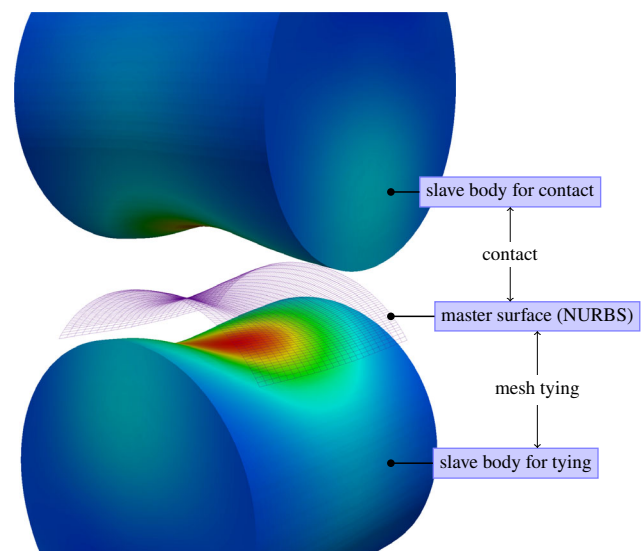 slave body for contact
contact
master surface (NURBS)
mesh tying
slave body for tying